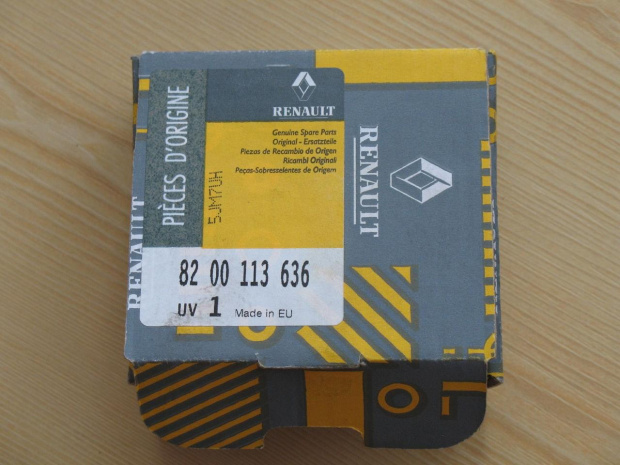 RENAULT
PIÈCES D'ORIGINE
Genuine Spare Parts
Original - Ersatzteile
Piezas de Recambio de Origen
Ricambi Originali
Peças-Sobresselentes de Origem
5JM7UH
82 00 113 636
UV 1 Made in EU
RENAULT
RENAULT